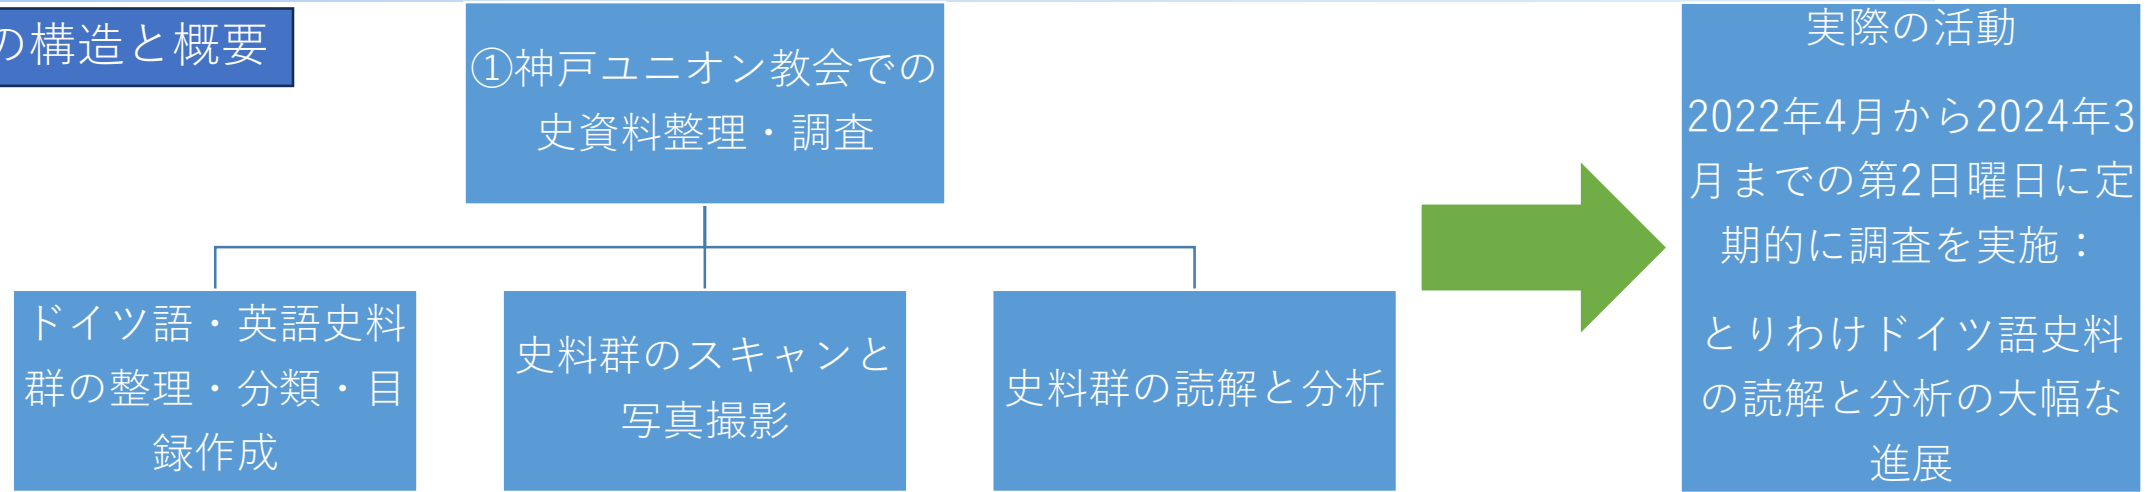 の構造と概要
①神戸ユニオン教会での
史資料整理・調査
ドイツ語・英語史料
群の整理・分類・目
録作成
史料群のスキャンと
写真撮影
史料群の読解と分析
実際の活動
2022年4月から2024年3
月までの第2日曜日に定
期的に調査を実施：
とりわけドイツ語史料
の読解と分析の大幅な
進展